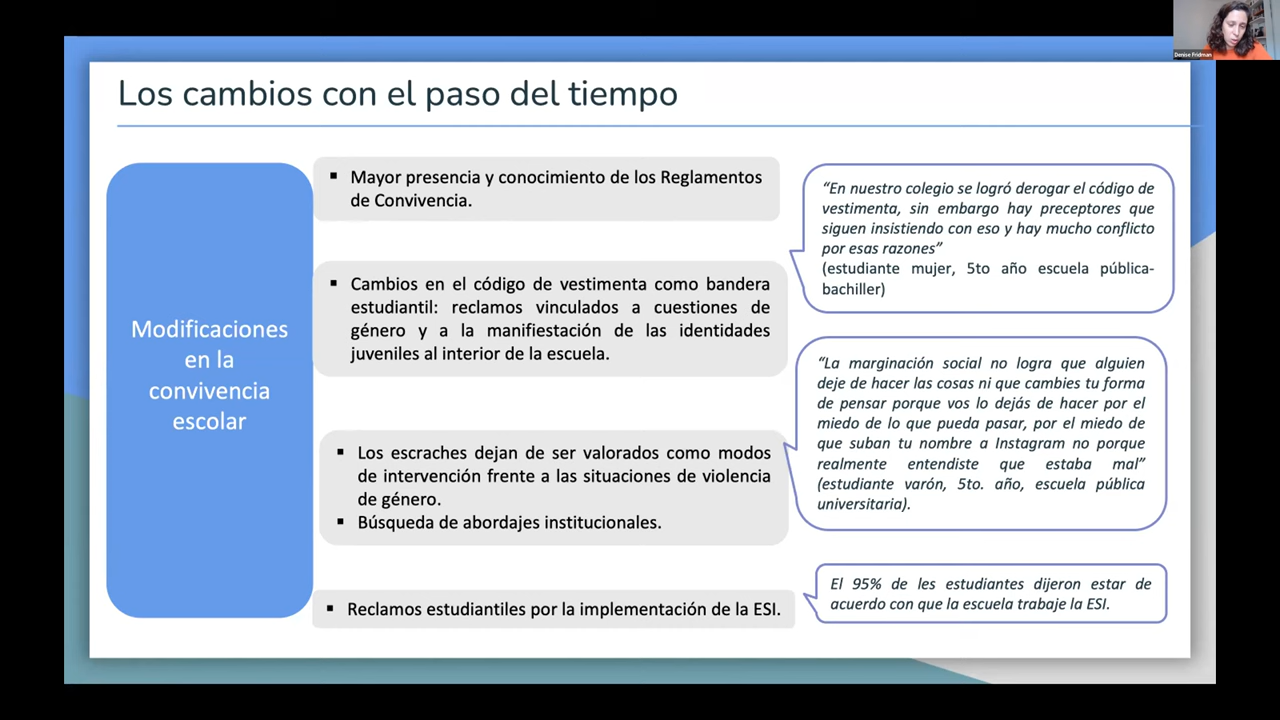 Denise Fridman
Los cambios con el paso del tiempo
Modificaciones
en la
convivencia
escolar
▪ Mayor presencia y conocimiento de los Reglamentos
de Convivencia.
▪ Cambios en el código de vestimenta como bandera
estudiantil: reclamos vinculados a cuestiones de
género y a la manifiestación de las identidades
juveniles al interior de la escuela.
▪ Los escraches dejan de ser valorados como modos
de intervención frente a las situaciones de violencia
de género.
▪ Búsqueda de abordajes institucionales.
▪ Reclamos estudiantiles por la implementación de la ESI.
“En nuestro colegio se logró derogar el código de
vestimenta, sin embargo hay preceptores que
siguen insistiendo con eso y hay mucho conflicto
por esas razones”
(estudiante mujer, 5to año escuela pública-
bachiller)
“La marginación social no logra que alguien
deje de hacer las cosas ni que cambies tu forma
de pensar porque vos lo dejás de hacer por el
miedo de lo que pueda pasar, por el miedo de
que suban tu nombre a Instagram no porque
realmente entendiste que estaba mal”
(estudiante varón, 5to. año, escuela pública
universitaria).
El 95% de les estudiantes dijeron estar de
acuerdo con que la escuela trabaje la ESI.